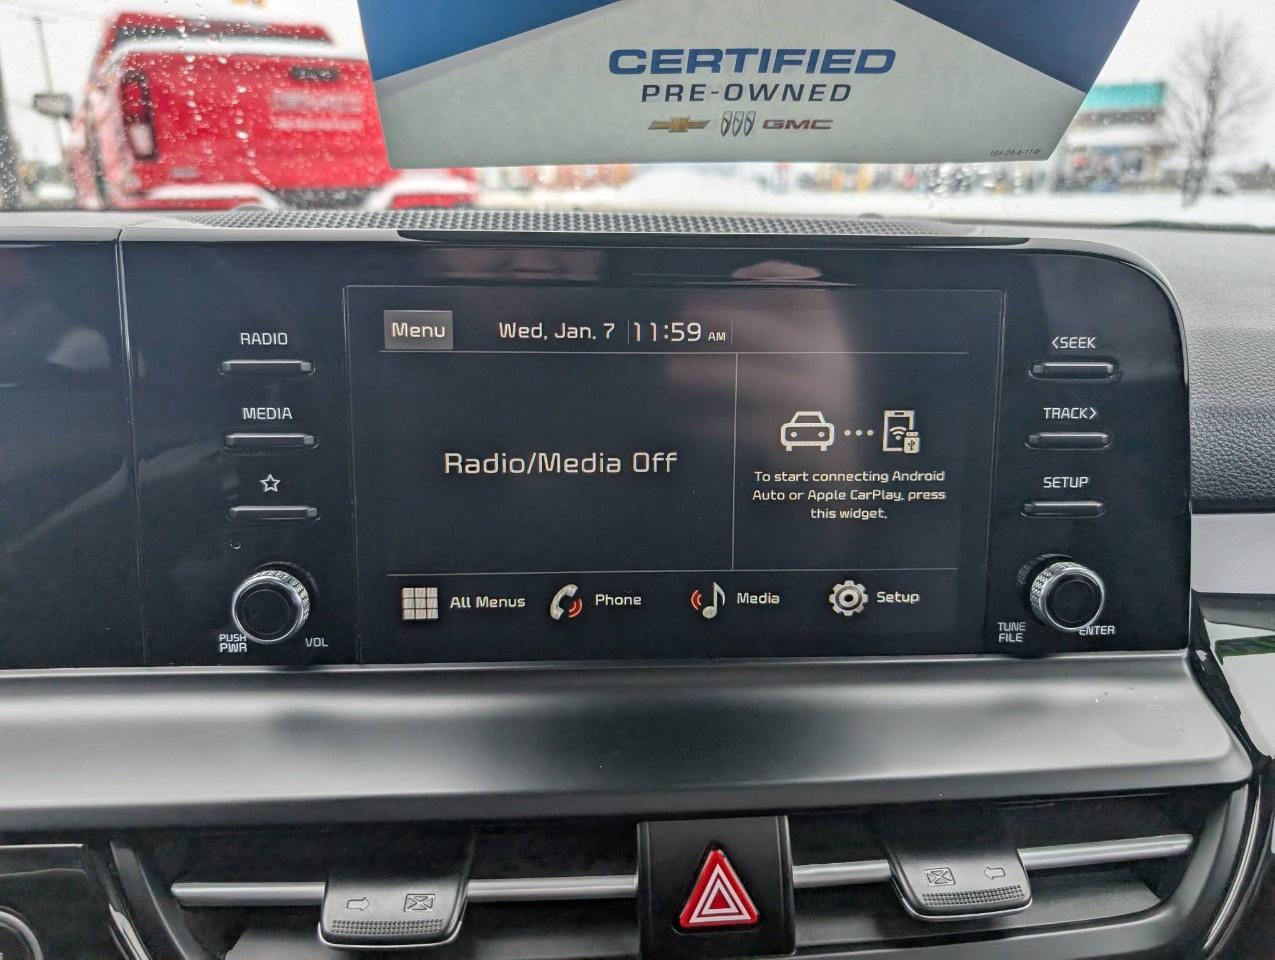 CERTIFIED
PRE-OWNED
GMC
RADIO
MEDIA
PUSH
PWR
VOL
Menu
Wed, Jan. 7
11:59 AM
Radio/Media Off
To start connecting Android
Auto or Apple CarPlay, press
this widget.
All Menus
Phone
Media
Setup
<SEEK
TRACK>
SETUP
TUNE
FILE
ENTER